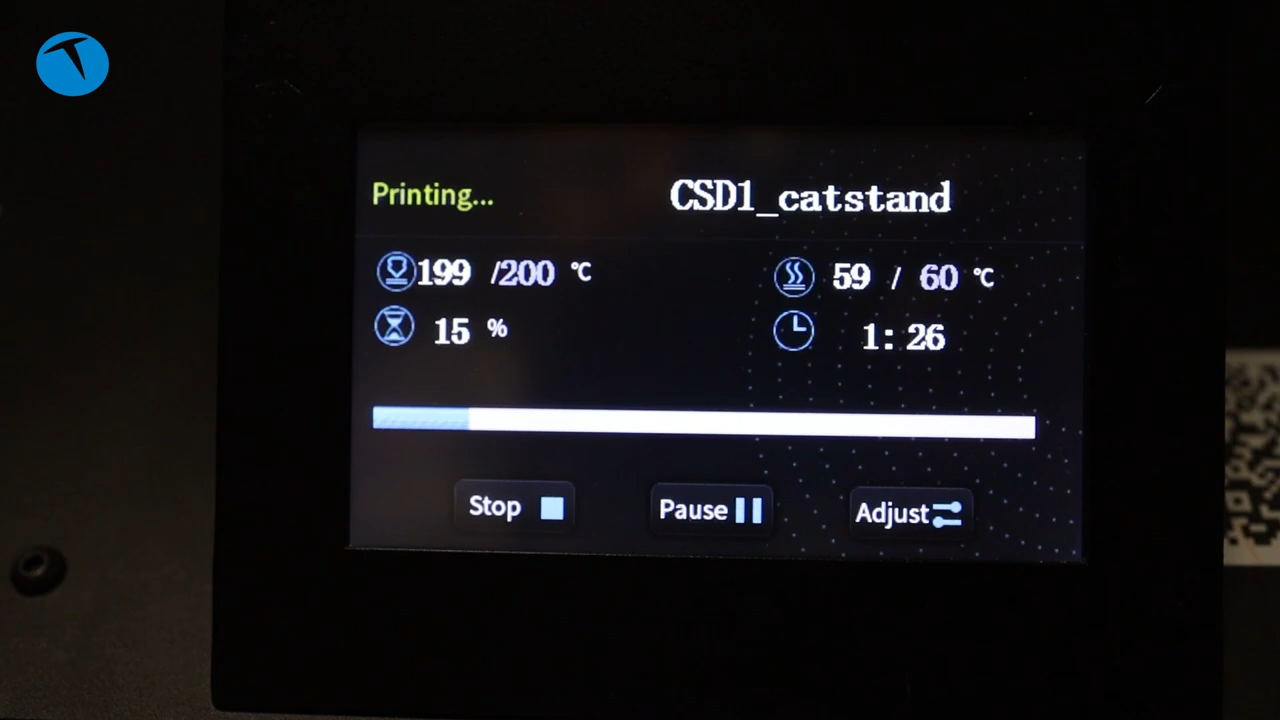 Printing...
CSD1_catstand
199 /200 ℃
59 / 60 ℃
15 %
1: 26
Stop
Pause
Adjust